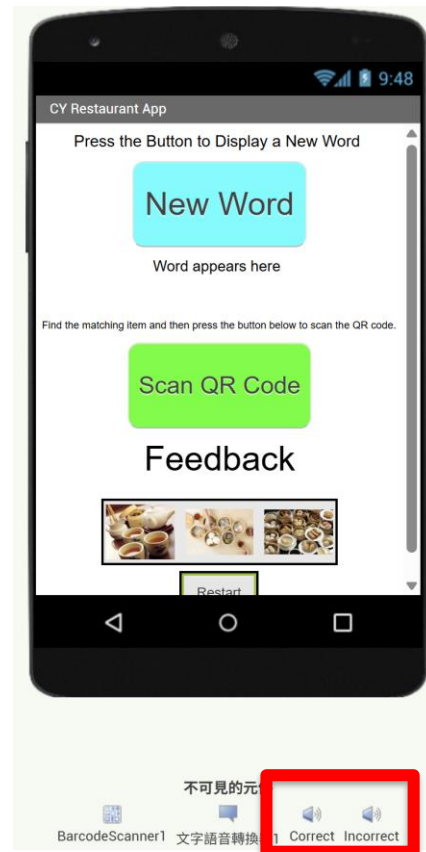 9:48
CY Restaurant App
Press the Button to Display a New Word
New Word
Word appears here
Find the matching item and then press the button below to scan the QR code.
Scan QR Code
Feedback
Restart
不可見的元
BarcodeScanner1 文字語音轉換 1 Correct Incorrect